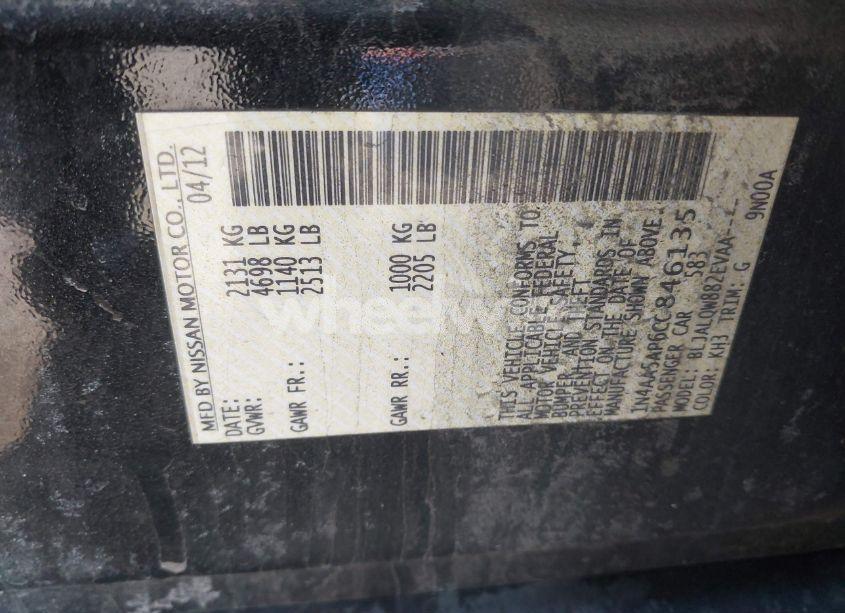 MFD BY NISSAN MOTOR CO., LTD.
DATE: 04/12
GVWR: 2131 KG
4698 LB
GAWR FR.: 1140 KG
2513 LB
GAWR RR.: 1000 KG
2205 LB
THIS VEHICLE CONFORMS TO
ALL APPLICABLE FEDERAL
MOTOR VEHICLE SAFETY,
BUMPER, AND THEFT
PREVENTION STANDARDS IN
EFFECT ON THE DATE OF
MANUFACTURE SHOWN ABOVE.
1N4AA5AP6CC846135
PASSENGER CAR 383
MODEL: BLJALQWB82EVAA----
COLOR: KH3 TRIM: G 9N00A